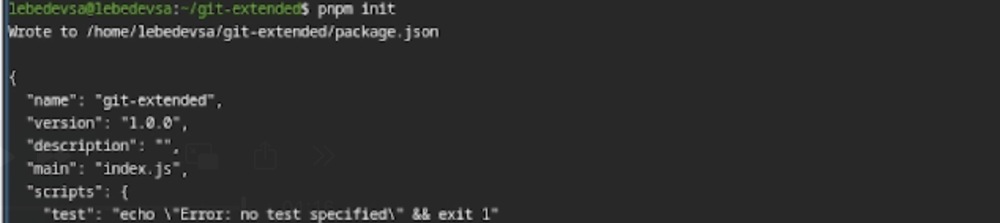 lebedevsa@lebedevsa:~/git-extended$ pnpm init
Wrote to /home/lebedevsa/git-extended/package.json
{
"name": "git-extended",
"version": "1.0.0",
"description": "",
"main": "index.js",
"scripts": {
"test": "echo \"Error: no test specified\" && exit 1"